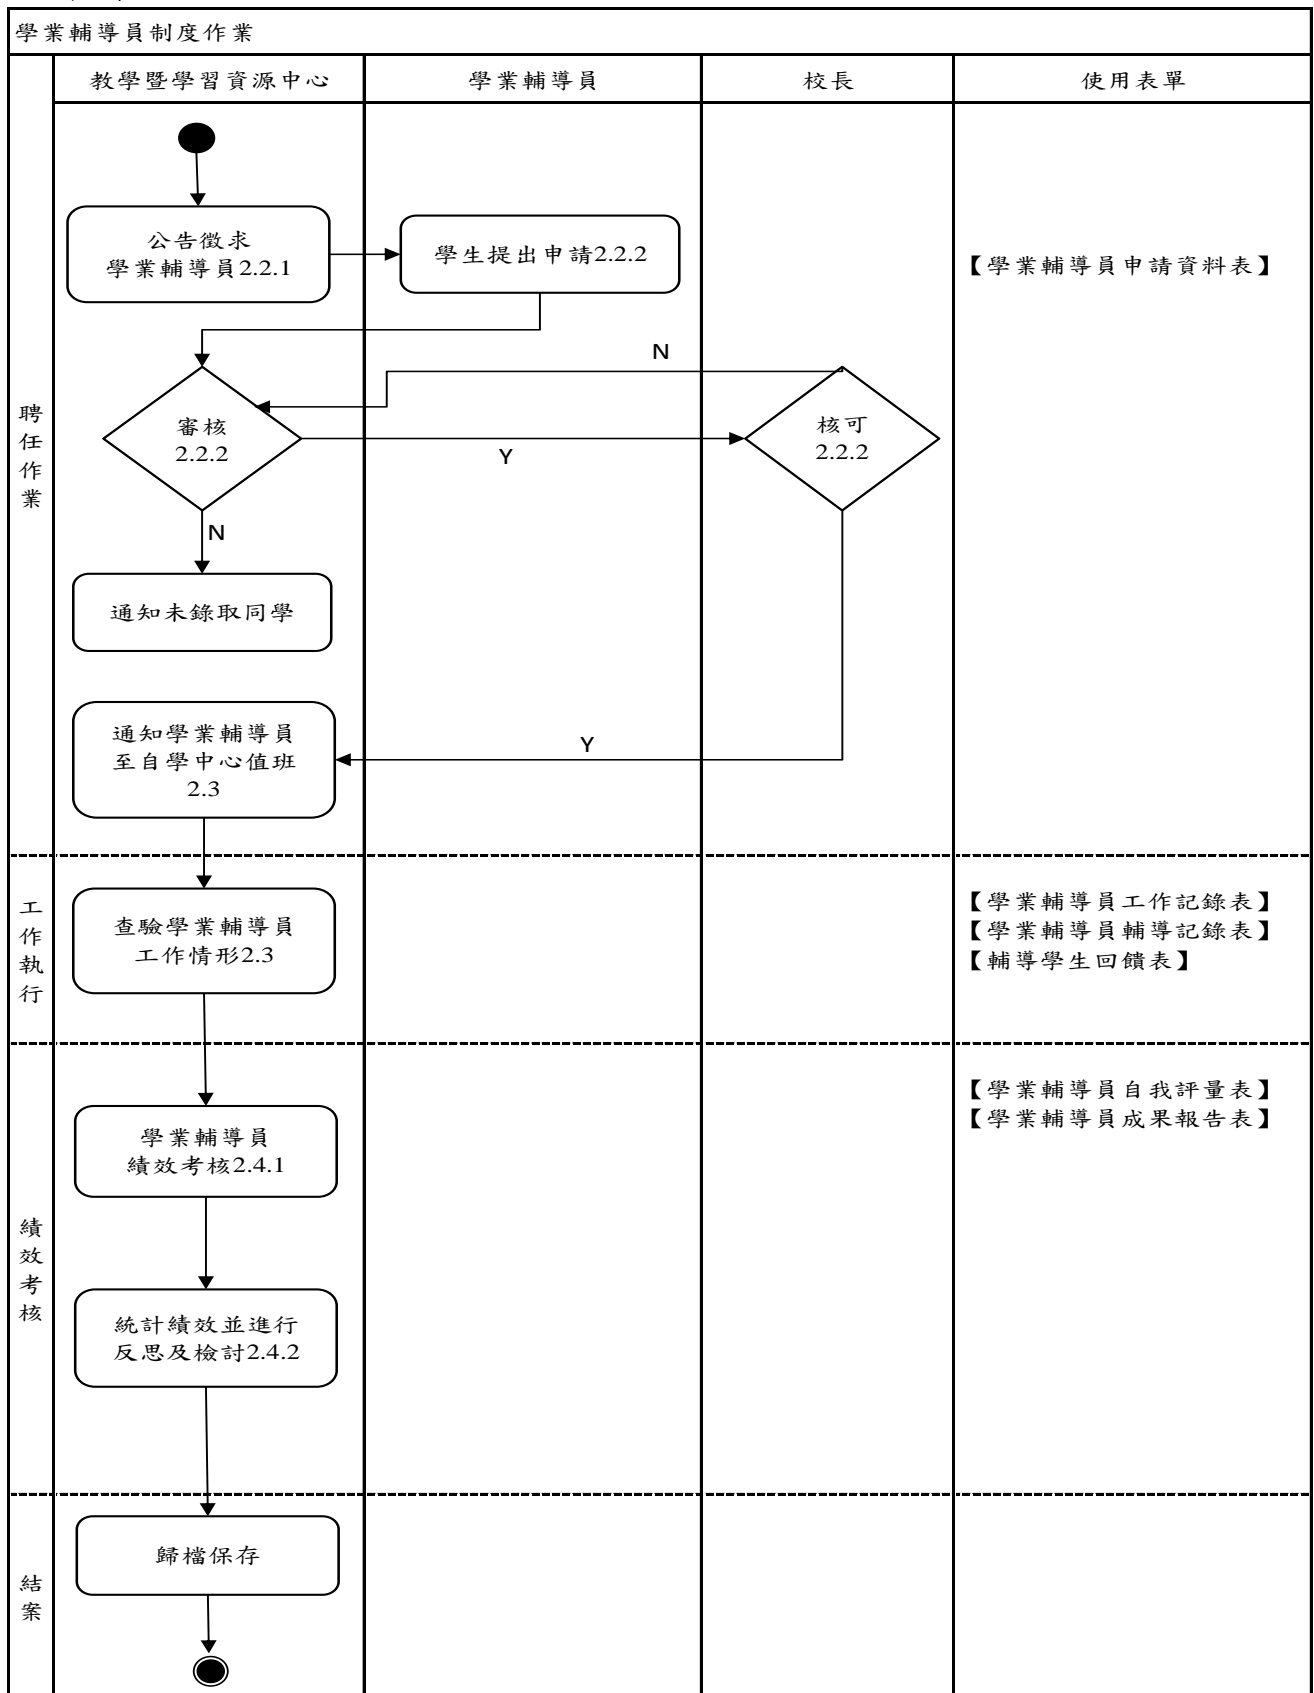 學業輔導員制度作業
教學暨學習資源中心
學業輔導員
校長
使用表單
聘任作業
公告徵求
學業輔導員2.2.1
學生提出申請2.2.2
【學業輔導員申請資料表】
N
審核
2.2.2
Y
核可
2.2.2
N
通知未錄取同學
通知學業輔導員
至自學中心值班
2.3
Y
工作執行
查驗學業輔導員
工作情形2.3
【學業輔導員工作記錄表】
【學業輔導員輔導記錄表】
【輔導學生回饋表】
績效考核
學業輔導員
績效考核2.4.1
【學業輔導員自我評量表】
【學業輔導員成果報告表】
統計績效並進行
反思及檢討2.4.2
結案
歸檔保存